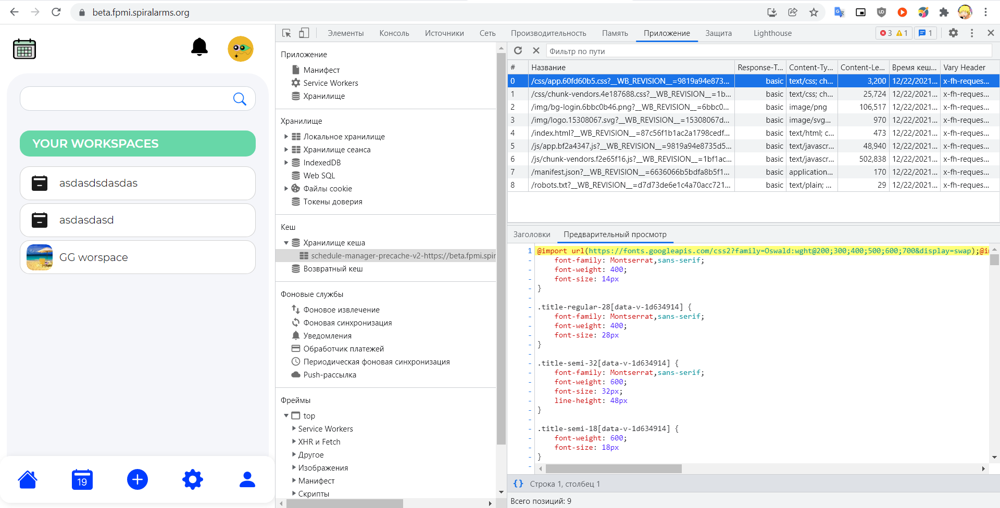 beta.fpmi.spiralarms.org
YOUR WORKSPACES
asdasdsdasdas
asdasdasd
GG worspace
19
Элементы Консоль Источники Сеть Производительность Память Приложение Защита Lighthouse 3 1 1
Приложение
Манифест
Service Workers
Хранилище
Хранилище
Локальное хранилище
Хранилище сеанса
IndexedDB
Web SQL
Файлы cookie
Токены доверия
Кеш
Хранилище кеша
schedule-manager-precache-v2-https://beta.fpmi.spir
Возвратный кеш
Фоновые службы
Фоновое извлечение
Фоновая синхронизация
Уведомления
Обработчик платежей
Периодическая фоновая синхронизация
Push-рассылка
Фреймы
top
Service Workers
XHR и Fetch
Другое
Изображения
Манифест
Скрипты
Фильтр по пути
# Название Response-T... Content-Ty... Content-Le... Время кеш... Vary Header
0 /css/app.60fd60b5.css?__WB_REVISION__=9819a94e873... basic text/css; ch... 3,200 12/22/2021... x-fh-reques...
1 /css/chunk-vendors.4e187688.css?__WB_REVISION__=1b... basic text/css; ch... 25,724 12/22/2021... x-fh-reques...
2 /img/bg-login.6bbc0b46.png?__WB_REVISION__=6bbc0... basic image/png 106,517 12/22/2021... x-fh-reques...
3 /img/logo.15308067.svg?__WB_REVISION__=15308067d... basic image/svg... 970 12/22/2021... x-fh-reques...
4 /index.html?__WB_REVISION__=87c56f1b1ac2a1798cedf... basic text/html; c... 473 12/22/2021... x-fh-reques...
5 /js/app.bf2a4347.js?__WB_REVISION__=9819a94e8735d5... basic text/javascr... 48,940 12/22/2021... x-fh-reques...
6 /js/chunk-vendors.f2e65f16.js?__WB_REVISION__=1bf1ac... basic text/javascr... 502,838 12/22/2021... x-fh-reques...
7 /manifest.json?__WB_REVISION__=6636066b5bdfa8b5f1... basic application... 170 12/22/2021... x-fh-reques...
8 /robots.txt?__WB_REVISION__=d7d73de6e1c4a70acc721... basic text/plain; ... 29 12/22/2021... x-fh-reques...
Заголовки Предварительный просмотр
1 @import url(https://fonts.googleapis.com/css2?family=Oswald:wght@200;300;400;500;600;700&display=swap);@i
- font-family: Montserrat,sans-serif;
- font-weight: 400;
- font-size: 14px
- }
-
- .title-regular-28[data-v-1d634914] {
- font-family: Montserrat,sans-serif;
- font-weight: 400;
- font-size: 28px
- }
-
- .title-semi-32[data-v-1d634914] {
- font-family: Montserrat,sans-serif;
- font-weight: 600;
- font-size: 32px;
- line-height: 48px
- }
-
- .title-semi-18[data-v-1d634914] {
- font-weight: 600;
- font-size: 18px
- }
-
{} Строка 1, столбец 1
Всего позиций: 9